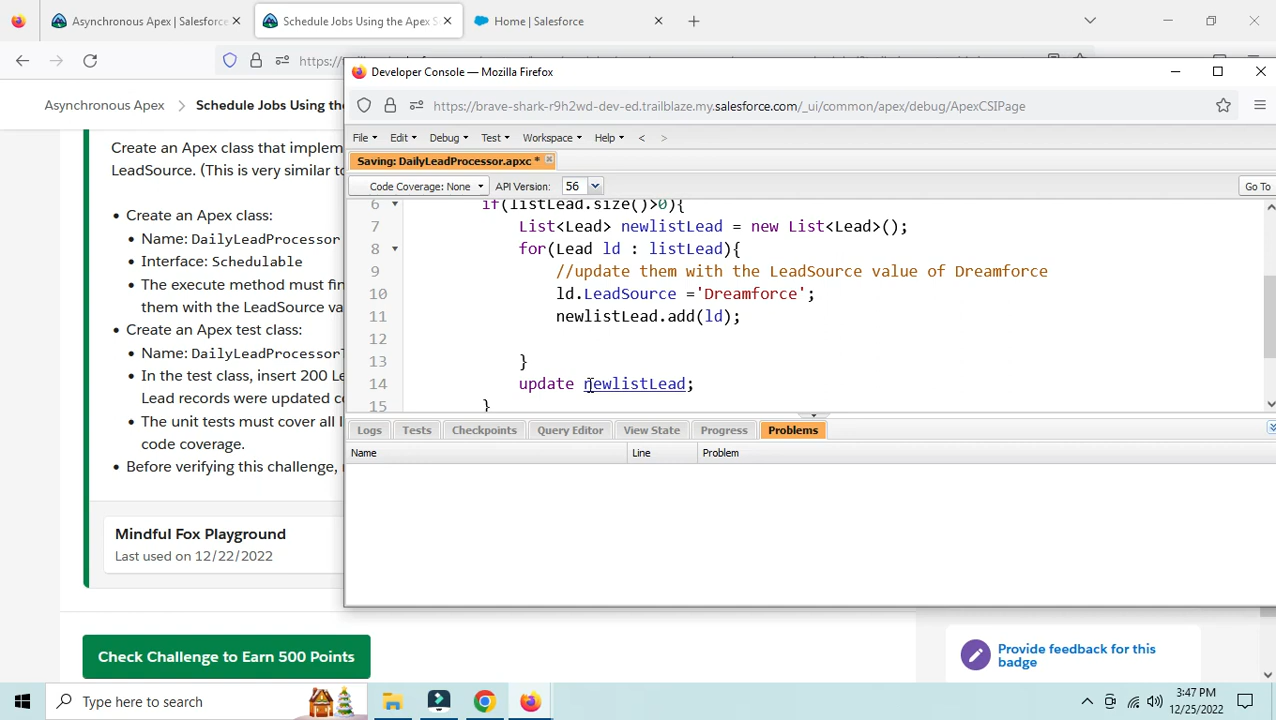 Asynchronous Apex | Salesforce
Schedule Jobs Using the Apex S
Home | Salesforce
https://
Developer Console — Mozilla Firefox
https://brave-shark-r9h2wd-dev-ed.trailblaze.my.salesforce.com/_ui/common/apex/debug/ApexCSIPage
Asynchronous Apex > Schedule Jobs Using the
File Edit Debug Test Workspace Help < >
Saving: DailyLeadProcessor.apxc *
Code Coverage: None API Version: 56 Go To
Create an Apex class that implem
LeadSource. (This is very similar to
• Create an Apex class:
• Name: DailyLeadProcessor
• Interface: Schedulable
• The execute method must fin
them with the LeadSource va
• Create an Apex test class:
• Name: DailyLeadProcessorT
• In the test class, insert 200 Le
Lead records were updated c
• The unit tests must cover all l
code coverage.
• Before verifying this challenge,
6 if(listLead.size()>0){
7 List<Lead> newlistLead = new List<Lead>();
8 for(Lead ld : listLead){
9 //update them with the LeadSource value of Dreamforce
10 ld.LeadSource ='Dreamforce';
11 newlistLead.add(ld);
12
13 }
14 update newlistLead;
15 }
Logs Tests Checkpoints Query Editor View State Progress Problems
Name Line Problem
Mindful Fox Playground
Last used on 12/22/2022
Check Challenge to Earn 500 Points
Provide feedback for this
badge
Type here to search
3:47 PM
12/25/2022